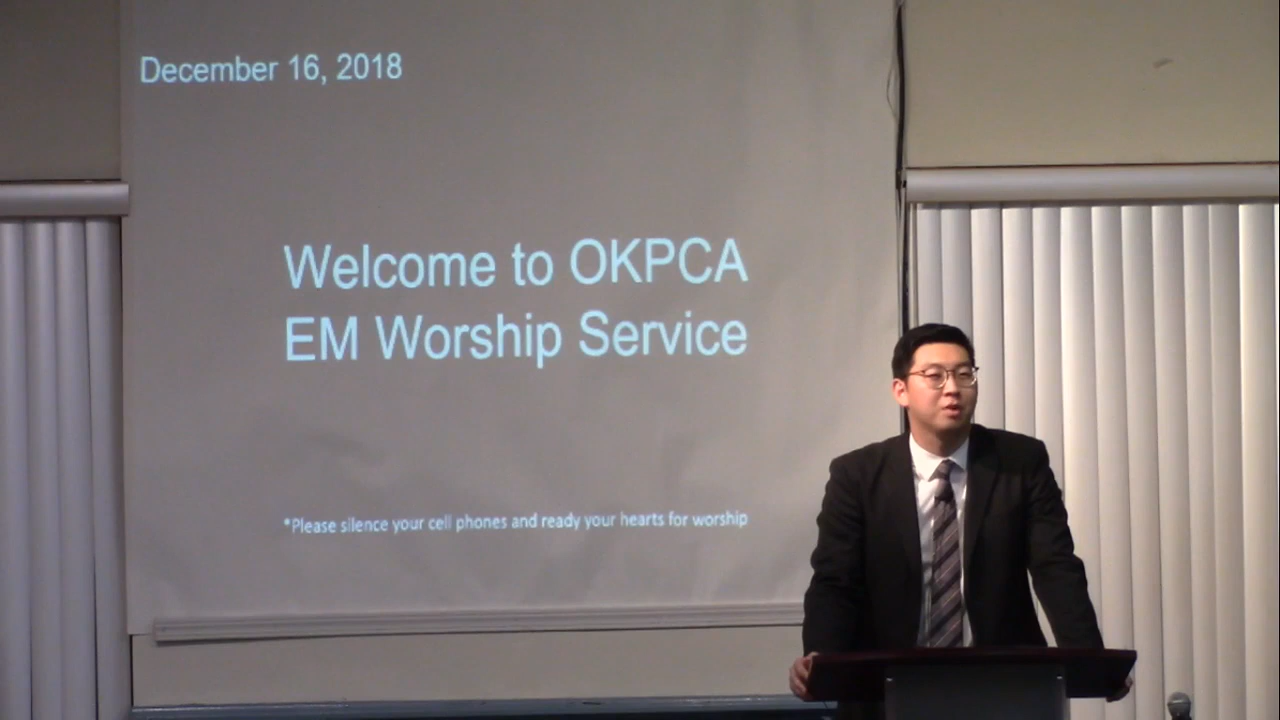 December 16, 2018
Welcome to OKPCA
EM Worship Service
*Please silence your cell phones and ready your hearts for worship